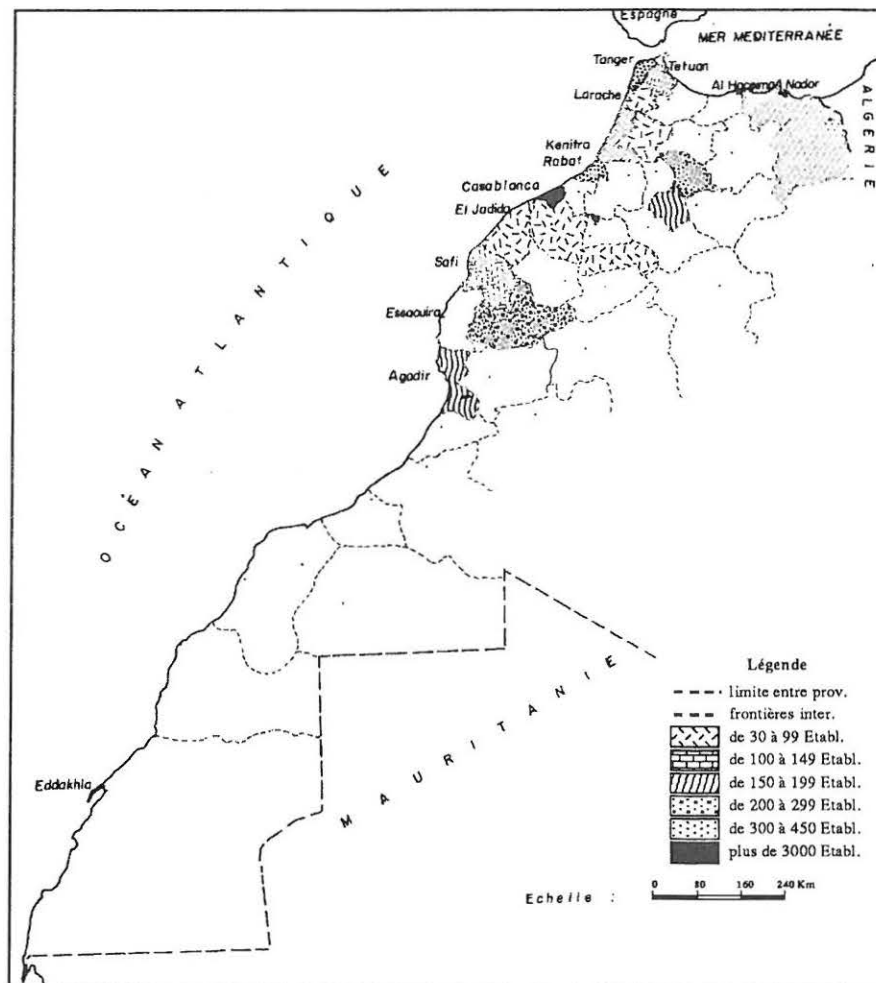 Espagne
MER MEDITERRANÉE
Tanger
Tetuan
Al Hoceima
Nador
Larache
ALGERIE
Kenitra
Rabat
Casablanca
El Jadida
Safi
Essaouira
Agadir
OCÉAN ATLANTIQUE
MAURITANIE
Eddakhla
Légende
limite entre prov.
frontières inter.
de 30 à 99 Etabl.
de 100 à 149 Etabl.
de 150 à 199 Etabl.
de 200 à 299 Etabl.
de 300 à 450 Etabl.
plus de 3000 Etabl.
Echelle :
0 80 160 240 Km